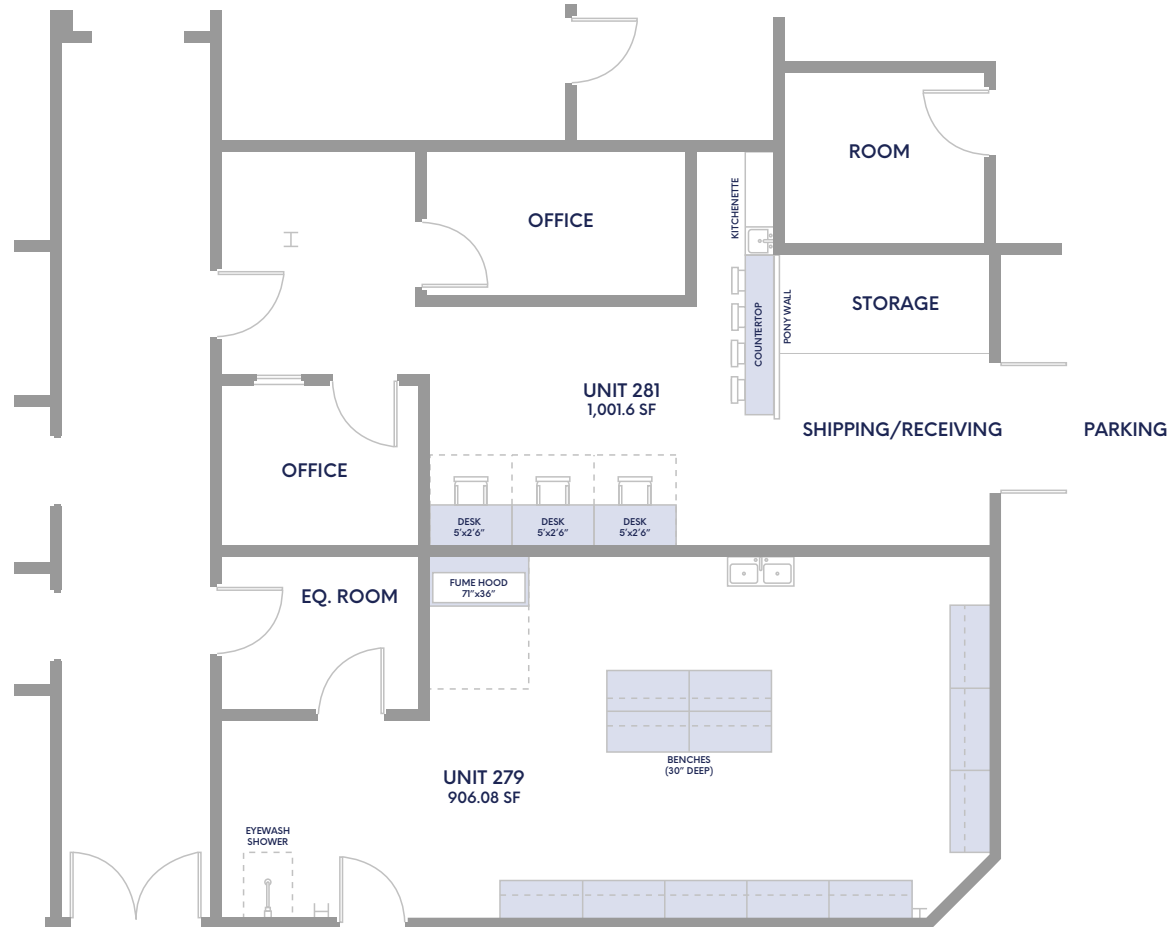 ROOM
OFFICE
KITCHENETTE
STORAGE
COUNTERTOP
PONY WALL
UNIT 281
1,001.6 SF
SHIPPING/RECEIVING
PARKING
OFFICE
DESK
5'x2'6"
DESK
5'x2'6"
DESK
5'x2'6"
FUME HOOD
71"x36"
EQ. ROOM
BENCHES
(30" DEEP)
UNIT 279
906.08 SF
EYEWASH
SHOWER